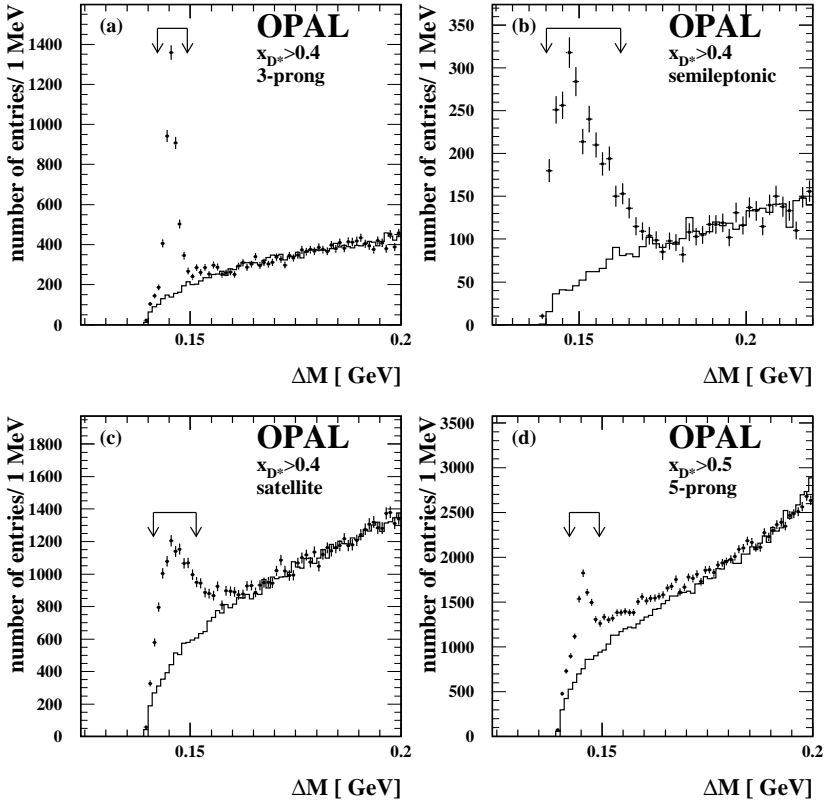 (a)
OPAL
x_D*>0.4
3-prong
number of entries/ 1 MeV
1400
1200
1000
800
600
400
200
0
0.15
0.2
ΔM [ GeV]
(b)
OPAL
x_D*>0.4
semileptonic
number of entries/ 1 MeV
350
300
250
200
150
100
50
0
0.15
0.2
ΔM [ GeV]
(c)
OPAL
x_D*>0.4
satellite
number of entries/ 1 MeV
1800
1600
1400
1200
1000
800
600
400
200
0
0.15
0.2
ΔM [ GeV]
(d)
OPAL
x_D*>0.5
5-prong
number of entries/ 1 MeV
3500
3000
2500
2000
1500
1000
500
0
0.15
0.2
ΔM [ GeV]